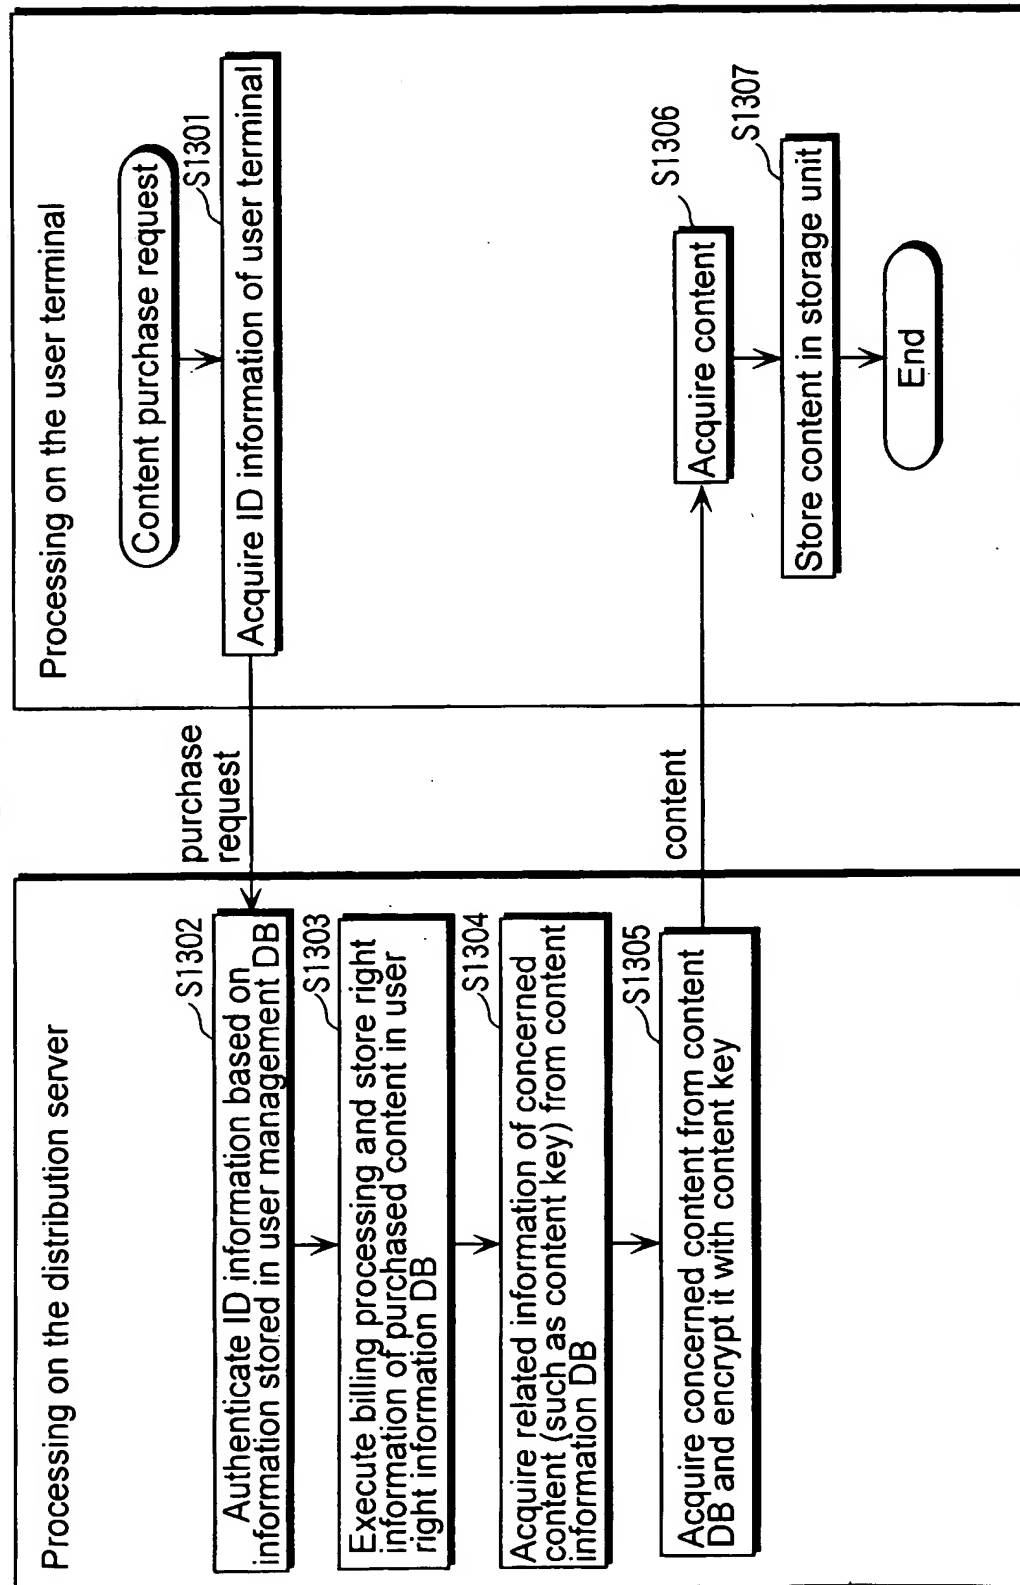 Processing on the distribution server
S1302
Authenticate ID information based on
information stored in user management DB
S1303
Execute billing processing and store right
information of purchased content in user
right information DB
S1304
Acquire related information of concerned
content (such as content key) from content
information DB
S1305
Acquire concerned content from content
DB and encrypt it with content key
purchase
request
content
Processing on the user terminal
Content purchase request
S1301
Acquire ID information of user terminal
S1306
Acquire content
S1307
Store content in storage unit
End